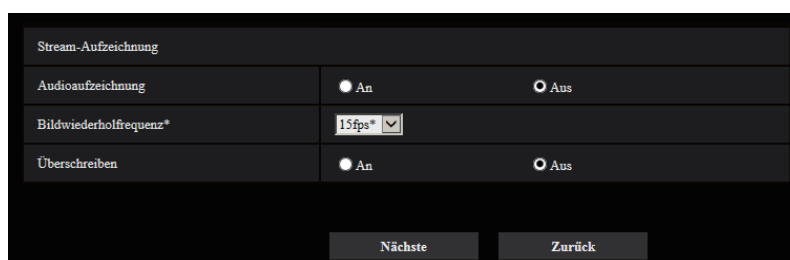 Stream-Aufzeichnung
Audioaufzeichnung An Aus
Bildwiederholfrequenz* 15fps*
Überschreiben An Aus
Nächste Zurück